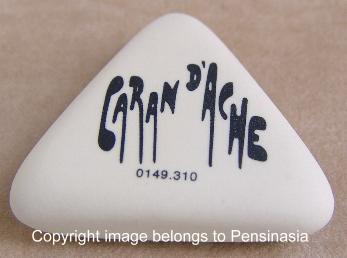 CARAN D'ACHE
0149.310
Copyright image belongs to Pensinasia